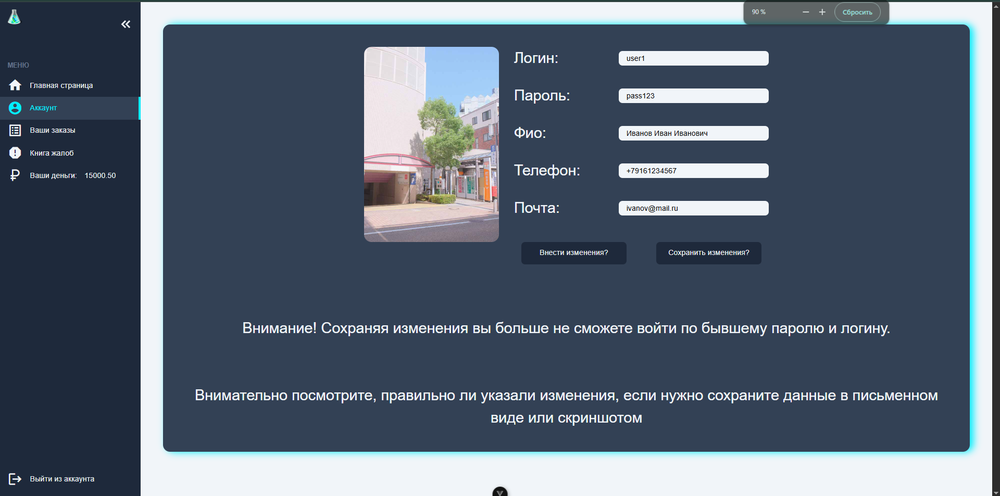 90 %
Сбросить
МЕНЮ
Главная страница
Аккаунт
Ваши заказы
Книга жалоб
Ваши деньги: 15000.50
Выйти из аккаунта
Логин: user1
Пароль: pass123
Фио: Иванов Иван Иванович
Телефон: +79161234567
Почта: ivanov@mail.ru
Внести изменения?
Сохранить изменения?
Внимание! Сохраняя изменения вы больше не сможете войти по бывшему паролю и логину.
Внимательно посмотрите, правильно ли указали изменения, если нужно сохраните данные в письменном
виде или скриншотом